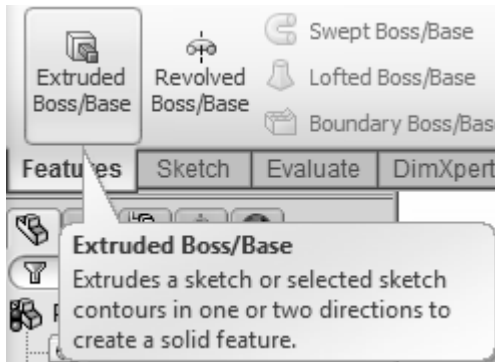 Extruded Boss/Base
Revolved Boss/Base
Swept Boss/Base
Lofted Boss/Base
Boundary Boss/Bas
Features Sketch Evaluate DimXpert
Extruded Boss/Base
Extrudes a sketch or selected sketch
contours in one or two directions to
create a solid feature.